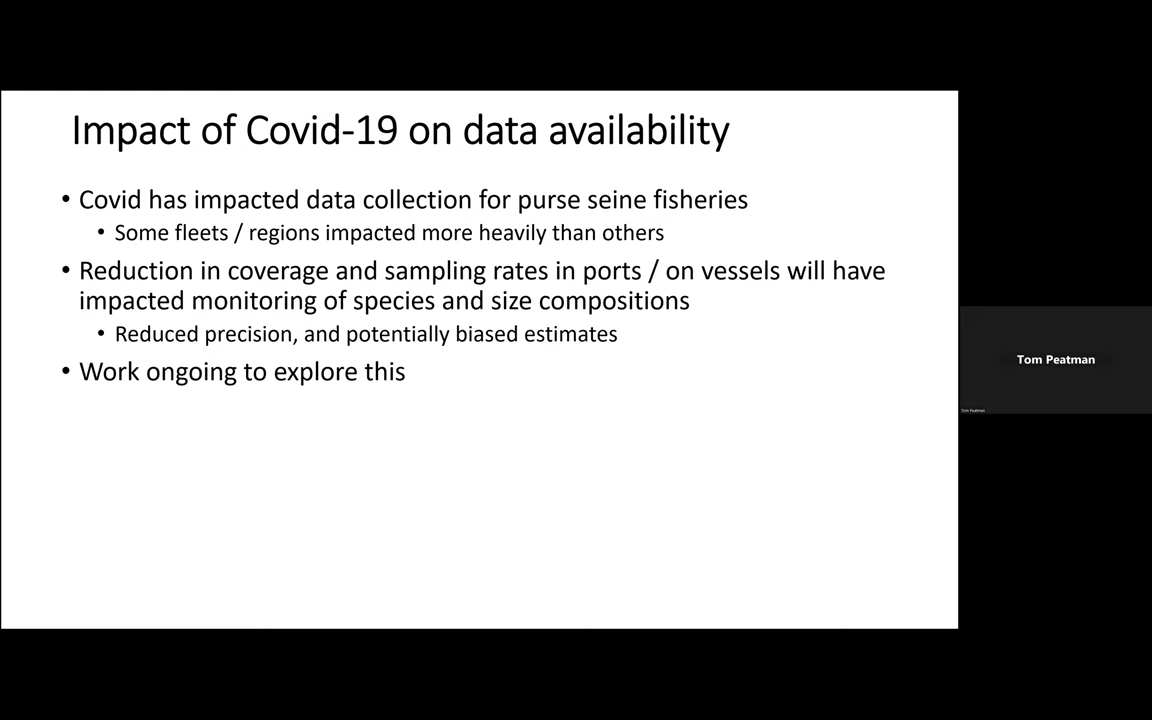 Impact of Covid-19 on data availability
• Covid has impacted data collection for purse seine fisheries
• Some fleets / regions impacted more heavily than others
• Reduction in coverage and sampling rates in ports / on vessels will have
impacted monitoring of species and size compositions
• Reduced precision, and potentially biased estimates
• Work ongoing to explore this
Tom Peatman
Tom Peatman